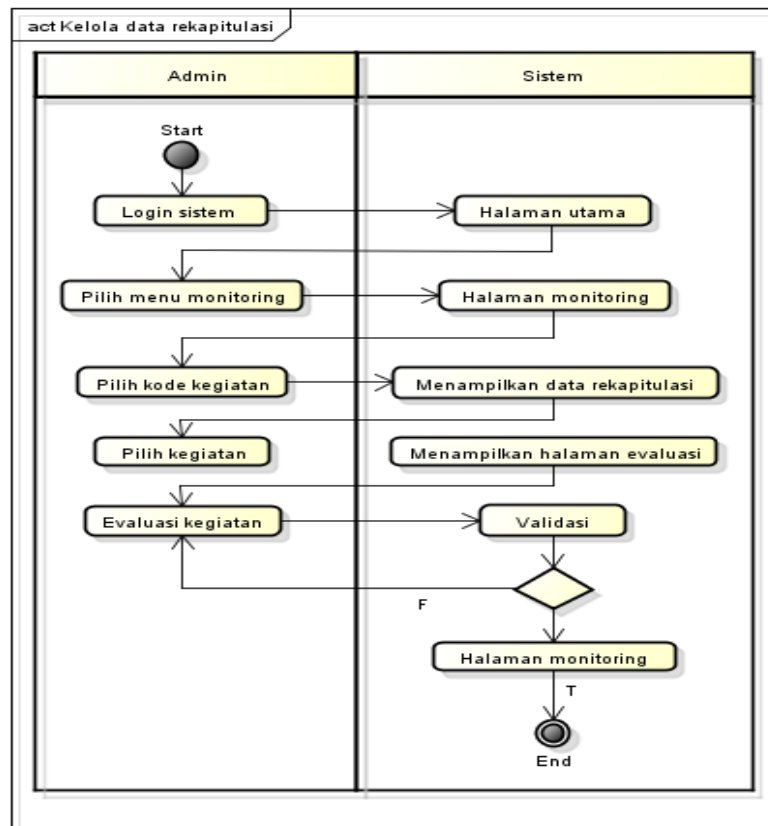 act Kelola data rekapitulasi
Admin
Sistem
Start
Login sistem
Halaman utama
Pilih menu monitoring
Halaman monitoring
Pilih kode kegiatan
Menampilkan data rekapitulasi
Pilih kegiatan
Menampilkan halaman evaluasi
Evaluasi kegiatan
Validasi
F
Halaman monitoring
T
End